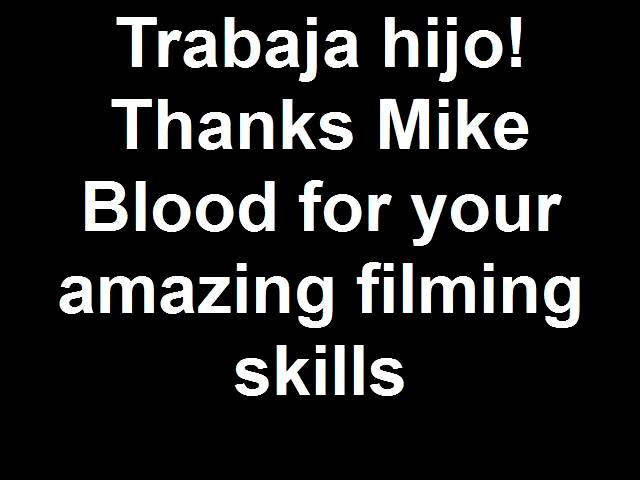 Trabaja hijo!
Thanks Mike
Blood for your
amazing filming
skills